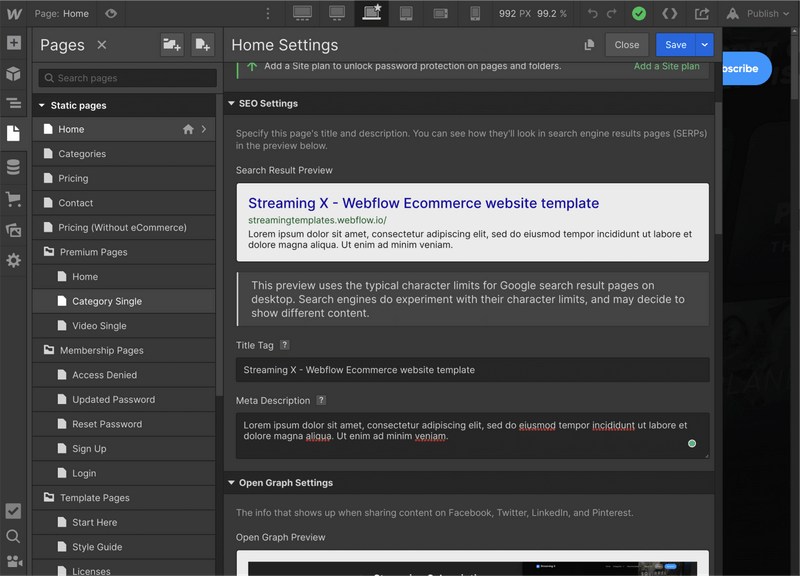 Page: Home
992 PX 99.2 %
Publish
Pages
Search pages
Static pages
Home
Categories
Pricing
Contact
Pricing (Without eCommerce)
Premium Pages
Home
Category Single
Video Single
Membership Pages
Access Denied
Updated Password
Reset Password
Sign Up
Login
Template Pages
Start Here
Style Guide
Licenses
Home Settings
Close
Save
Add a Site plan to unlock password protection on pages and folders.
Add a Site plan
SEO Settings
Specify this page's title and description. You can see how they'll look in search engine results pages (SERPs)
in the preview below.
Search Result Preview
Streaming X - Webflow Ecommerce website template
streamingtemplates.webflow.io/
Lorem ipsum dolor sit amet, consectetur adipiscing elit, sed do eiusmod tempor incididunt ut labore et
dolore magna aliqua. Ut enim ad minim veniam.
This preview uses the typical character limits for Google search result pages on
desktop. Search engines do experiment with their character limits, and may decide to
show different content.
Title Tag ?
Streaming X - Webflow Ecommerce website template
Meta Description ?
Lorem ipsum dolor sit amet, consectetur adipiscing elit, sed do eiusmod tempor incididunt ut labore et
dolore magna aliqua. Ut enim ad minim veniam.
Open Graph Settings
The info that shows up when sharing content on Facebook, Twitter, LinkedIn, and Pinterest.
Open Graph Preview
Streaming X
scribe